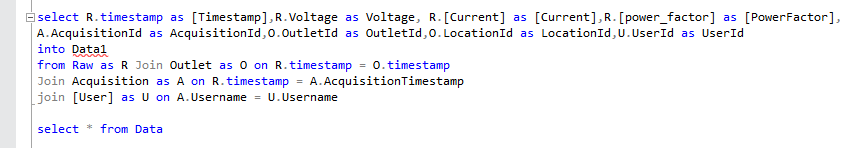 select R.timestamp as [Timestamp],R.Voltage as Voltage, R.[Current] as [Current],R.[power_factor] as [PowerFactor],
A.AcquisitionId as AcquisitionId,O.OutletId as OutletId,O.LocationId as LocationId,U.UserId as UserId
into Data1
from Raw as R Join Outlet as O on R.timestamp = O.timestamp
Join Acquisition as A on R.timestamp = A.AcquisitionTimestamp
join [User] as U on A.Username = U.Username
select * from Data